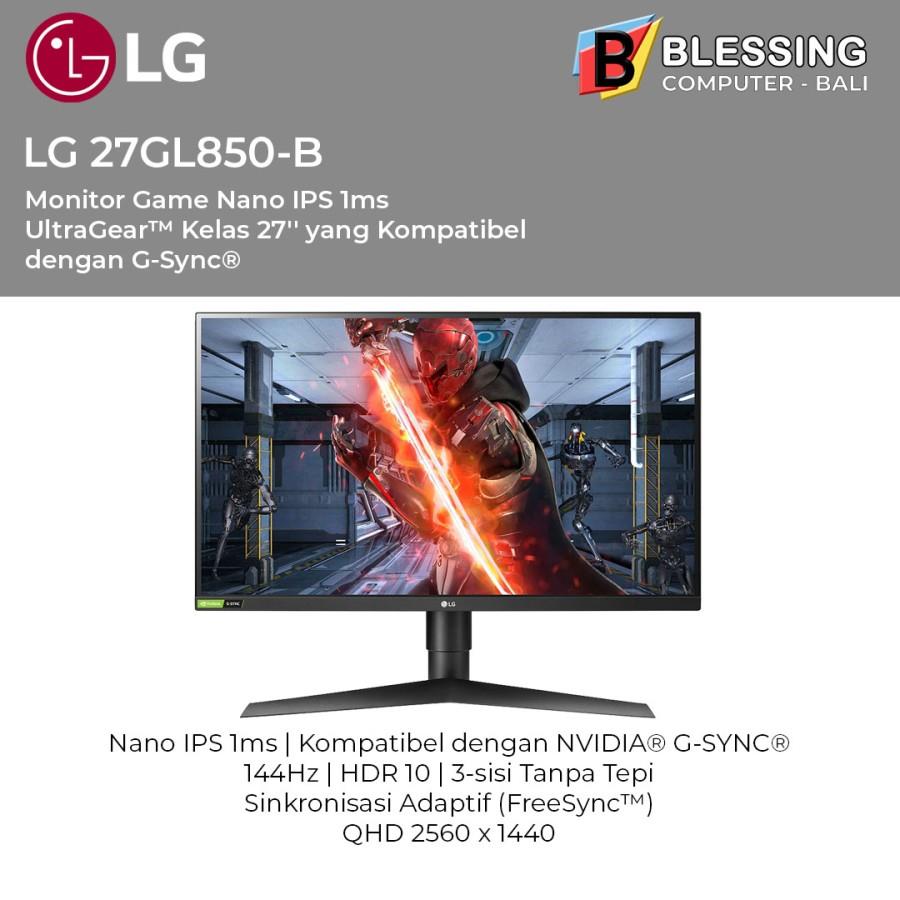 LG
BLESSING
COMPUTER - BALI
LG 27GL850-B
Monitor Game Nano IPS 1ms
UltraGear™ Kelas 27'' yang Kompatibel
dengan G-Sync®
NVIDIA G-SYNC
LG
Nano IPS 1ms | Kompatibel dengan NVIDIA® G-SYNC®
144Hz | HDR 10 | 3-sisi Tanpa Tepi
Sinkronisasi Adaptif (FreeSync™)
QHD 2560 x 1440